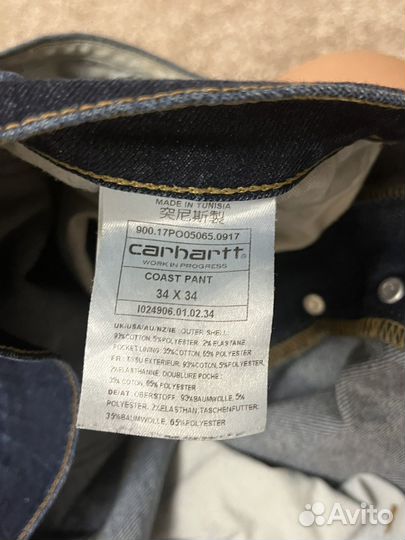 MADE IN TUNISIA
突尼斯製
900.17PO05065.0917
carhartt
WORK IN PROGRESS
COAST PANT
34 X 34
I024906.01.02.34
UK/USA/AU/NZ/IE: OUTER SHELL:
93%COTTON, 5%POLYESTER, 2% ELASTANE
POCKET LINING: 35%COTTON, 65% POLYESTER
FR: TISSU EXTERIEUR: 93%COTON, 5% POLYESTER,
2%ELASTHANNE: DOUBLURE POCHE:
35% COTON, 65% POLYESTER
DE/AT: OBERSTOFF: 93%BAUMWOLLE, 5%
POLYESTER, 2%ELASTHAN, TASCHENFUTTER:
35%BAUMWOLLE, 65%POLYESTER
Avito